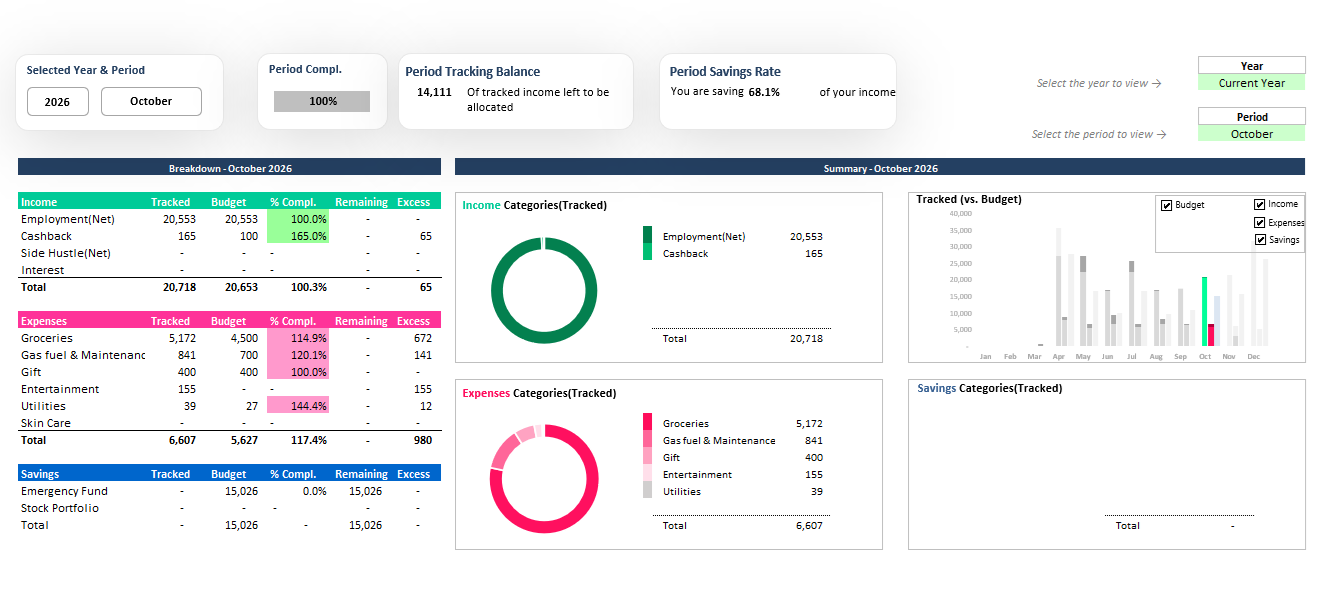 Selected Year & Period
2026 October
Period Compl.
100%
Period Tracking Balance
14,111 Of tracked income left to be
allocated
Period Savings Rate
You are saving 68.1% of your income
Select the year to view →
Year
Current Year
Select the period to view →
Period
October
Breakdown - October 2026
Income Tracked Budget % Compl. Remaining Excess
Employment(Net) 20,553 20,553 100.0% - -
Cashback 165 100 165.0% - 65
Side Hustle(Net) - - - - -
Interest - - - - -
Total 20,718 20,653 100.3% - 65
Expenses Tracked Budget % Compl. Remaining Excess
Groceries 5,172 4,500 114.9% - 672
Gas fuel & Maintenanc 841 700 120.1% - 141
Gift 400 400 100.0% - -
Entertainment 155 - - - 155
Utilities 39 27 144.4% - 12
Skin Care - - - - -
Total 6,607 5,627 117.4% - 980
Savings Tracked Budget % Compl. Remaining Excess
Emergency Fund - 15,026 0.0% 15,026 -
Stock Portfolio - - - - -
Total - 15,026 - 15,026 -
Summary - October 2026
Income Categories(Tracked)
Employment(Net) 20,553
Cashback 165
Total 20,718
Expenses Categories(Tracked)
Groceries 5,172
Gas fuel & Maintenance 841
Gift 400
Entertainment 155
Utilities 39
Total 6,607
Tracked (vs. Budget)
Budget
Income
Expenses
Savings
40,000
35,000
30,000
25,000
20,000
15,000
10,000
5,000
-
Jan Feb Mar Apr May Jun Jul Aug Sep Oct Nov Dec
Savings Categories(Tracked)
Total -